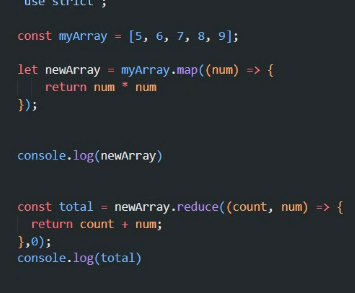 'use strict';
const myArray = [5, 6, 7, 8, 9];
let newArray = myArray.map((num) => {
return num * num
});
console.log(newArray)
const total = newArray.reduce((count, num) => {
return count + num;
},0);
console.log(total)